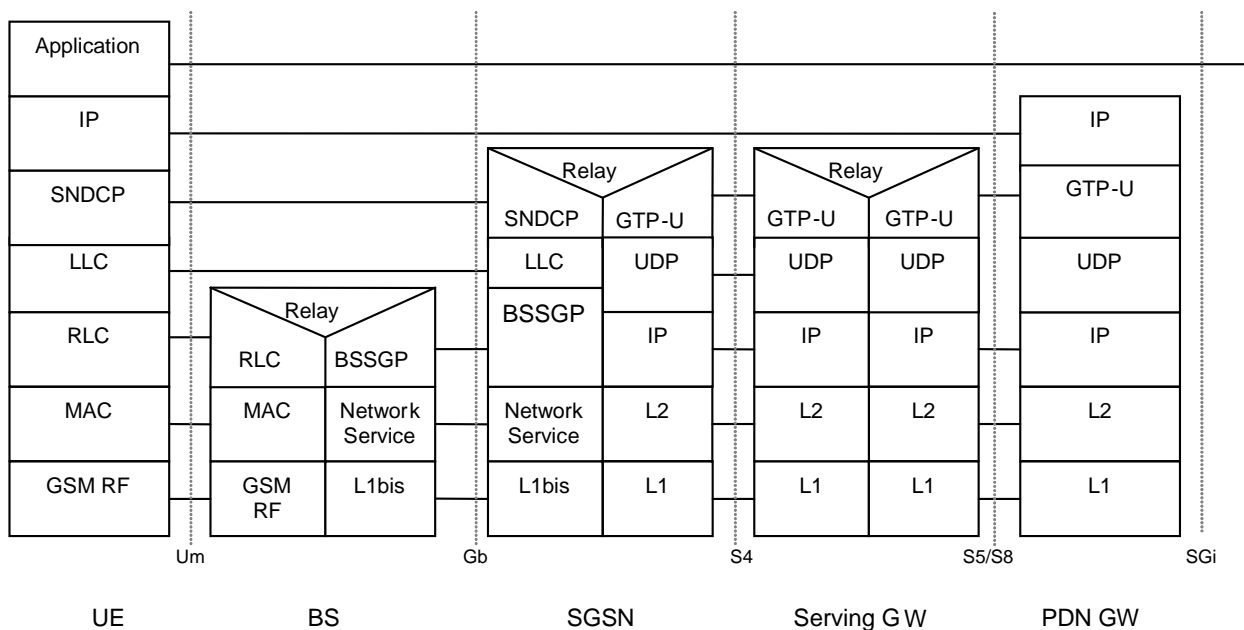 Application
IP
IP
Relay
Relay
SNDCP
GTP-U
SNDCP
GTP-U
GTP-U
GTP-U
LLC
LLC
UDP
UDP
UDP
UDP
Relay
BSSGP
RLC
IP
IP
IP
IP
RLC
BSSGP
MAC
MAC
Network
Service
Network
Service
L2
L2
L2
L2
GSM RF
GSM
RF
L1bis
L1bis
L1
L1
L1
L1
Um
Gb
S4
S5/S8
SGi
UE
BS
SGSN
Serving GW
PDN GW